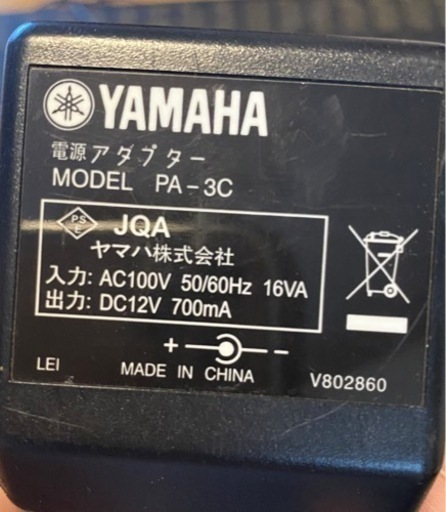 YAMAHA
電源アダプター
MODEL PA-3C
PS
E
JQA
ヤマハ株式会社
入力: AC100V 50/60Hz 16VA
出力: DC12V 700mA
+ -
LEI
MADE IN CHINA
V802860